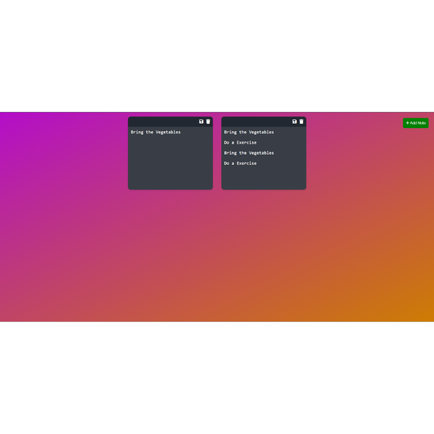 Bring the Vegetables
Bring the Vegetables
Do a Exercise
Bring the Vegetables
Do a Exercise
+ Add Note